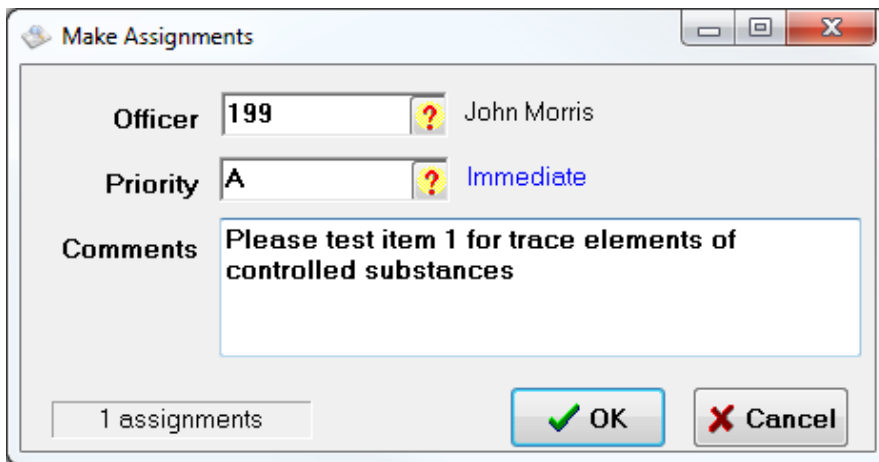 Make Assignments
Officer 199 ? John Morris
Priority A ? Immediate
Comments Please test item 1 for trace elements of
controlled substances
1 assignments OK Cancel